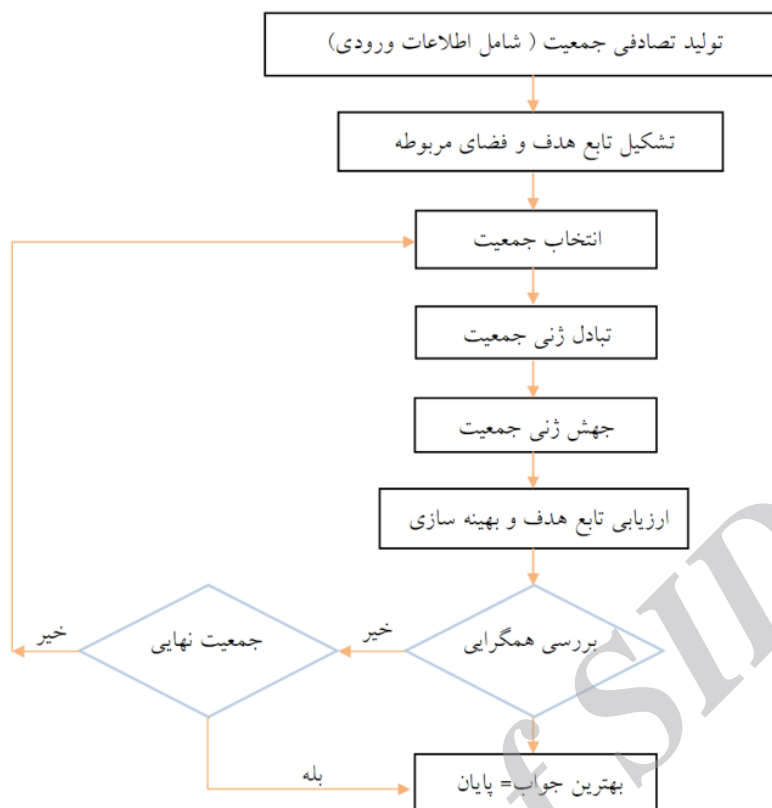 تولید تصادفی جمعیت ( شامل اطلاعات ورودی)
تشکیل تابع هدف و فضای مربوطه
انتخاب جمعیت
تبادل ژنی جمعیت
جهش ژنی جمعیت
ارزیابی تابع هدف و بهینه سازی
بررسی همگرایی
خیر
جمعیت نهایی
خیر
بله
بهترین جواب= پایان
f SID